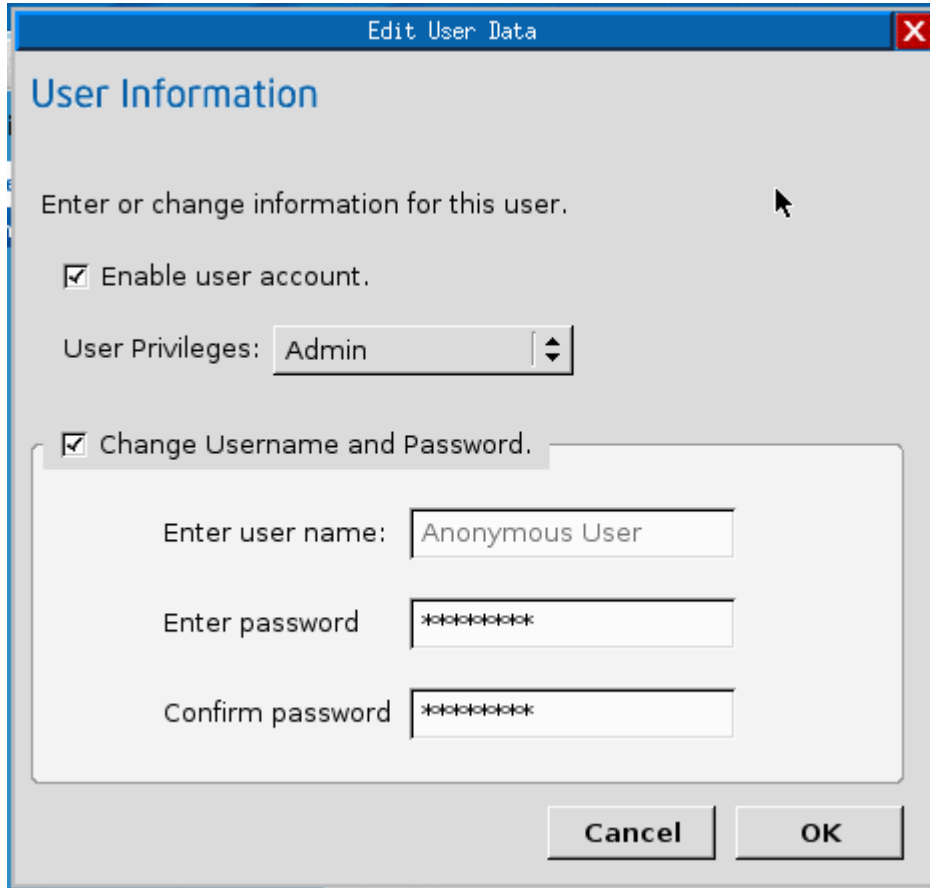 Edit User Data
User Information
Enter or change information for this user.
Enable user account.
User Privileges: Admin
Change Username and Password.
Enter user name: Anonymous User
Enter password *********
Confirm password *********
Cancel OK